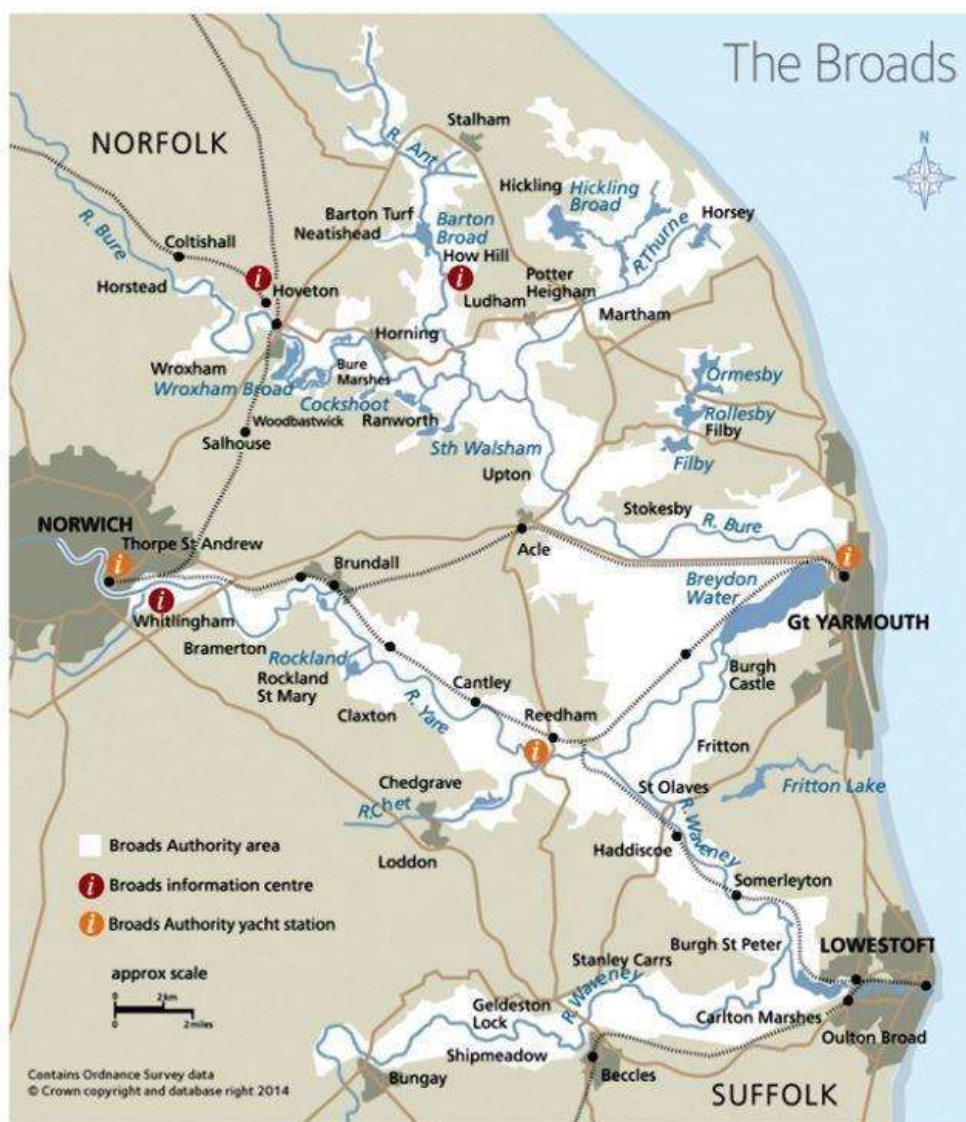 The Broads
N
NORFOLK
Stalham
R. Ant
Hickling
Hickling
Broad
Horsey
Barton Turf
Neatishead
Barton
Broad
How Hill
R. Thurne
R. Bure
Coltishall
i
Hoveton
i
Ludham
Potter
Heigham
Martham
Horstead
Horning
Wroxham
Wroxham Broad
Bure
Marshes
Cockshoot
Woodbastwick
Ranworth
Ormesby
Rollesby
Filby
Filby
Salhouse
Sth Walsham
Upton
Stokesby
R. Bure
NORWICH
Thorpe St Andrew
i
Brundall
Acle
i
Breydon
Water
Gt YARMOUTH
i
Whitlingham
Bramerton
Rockland
Rockland
St Mary
Claxton
R. Yare
Cantley
Reedham
i
Burgh
Castle
Fritton
Fritton Lake
St Olaves
Chedgrave
R.Chet
Loddon
R. Waveney
Haddiscoe
Somerleyton
Burgh St Peter
LOWESTOFT
Stanley Carrs
R. Waveney
Geldeston
Lock
Carlton Marshes
Oulton Broad
Shipmeadow
Bungay
Beccles
SUFFOLK
Broads Authority area
i Broads information centre
i Broads Authority yacht station
approx scale
0 2km
0 2miles
Contains Ordnance Survey data
© Crown copyright and database right 2014